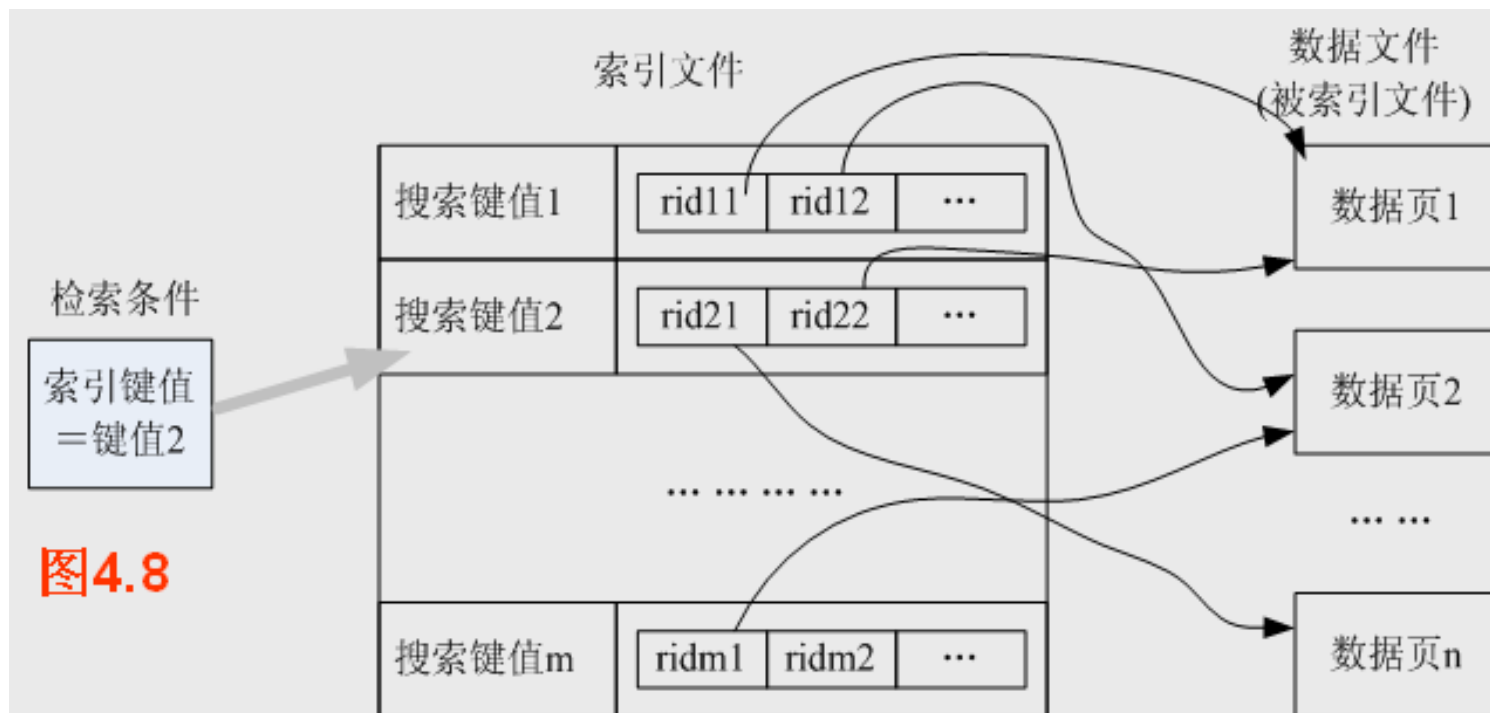 索引文件
数据文件
(被索引文件)
搜索键值1
rid11
rid12
…
数据页1
检索条件
搜索键值2
rid21
rid22
…
索引键值
＝键值2
数据页2
… … … …
… …
图4.8
搜索键值m
ridm1
ridm2
…
数据页n